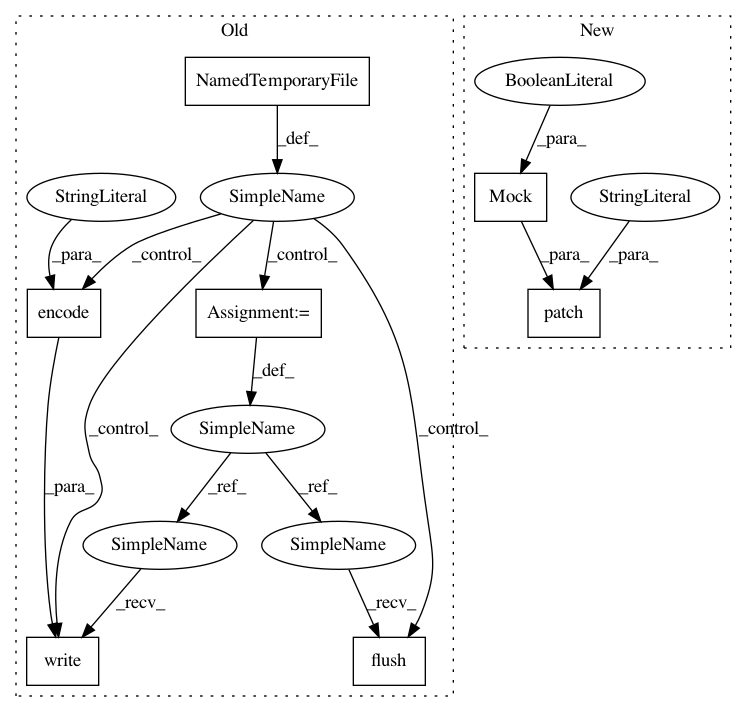 Old
New
NamedTemporaryFile
BooleanLiteral
_def_
_para_
StringLiteral
SimpleName
Mock
StringLiteral
_para_
_control_
_control_
_para_
_para_
encode
Assignment:=
patch
_def_
_control_
_control_
SimpleName
_para_
_ref_
_ref_
SimpleName
SimpleName
_recv_
_recv_
write
flush